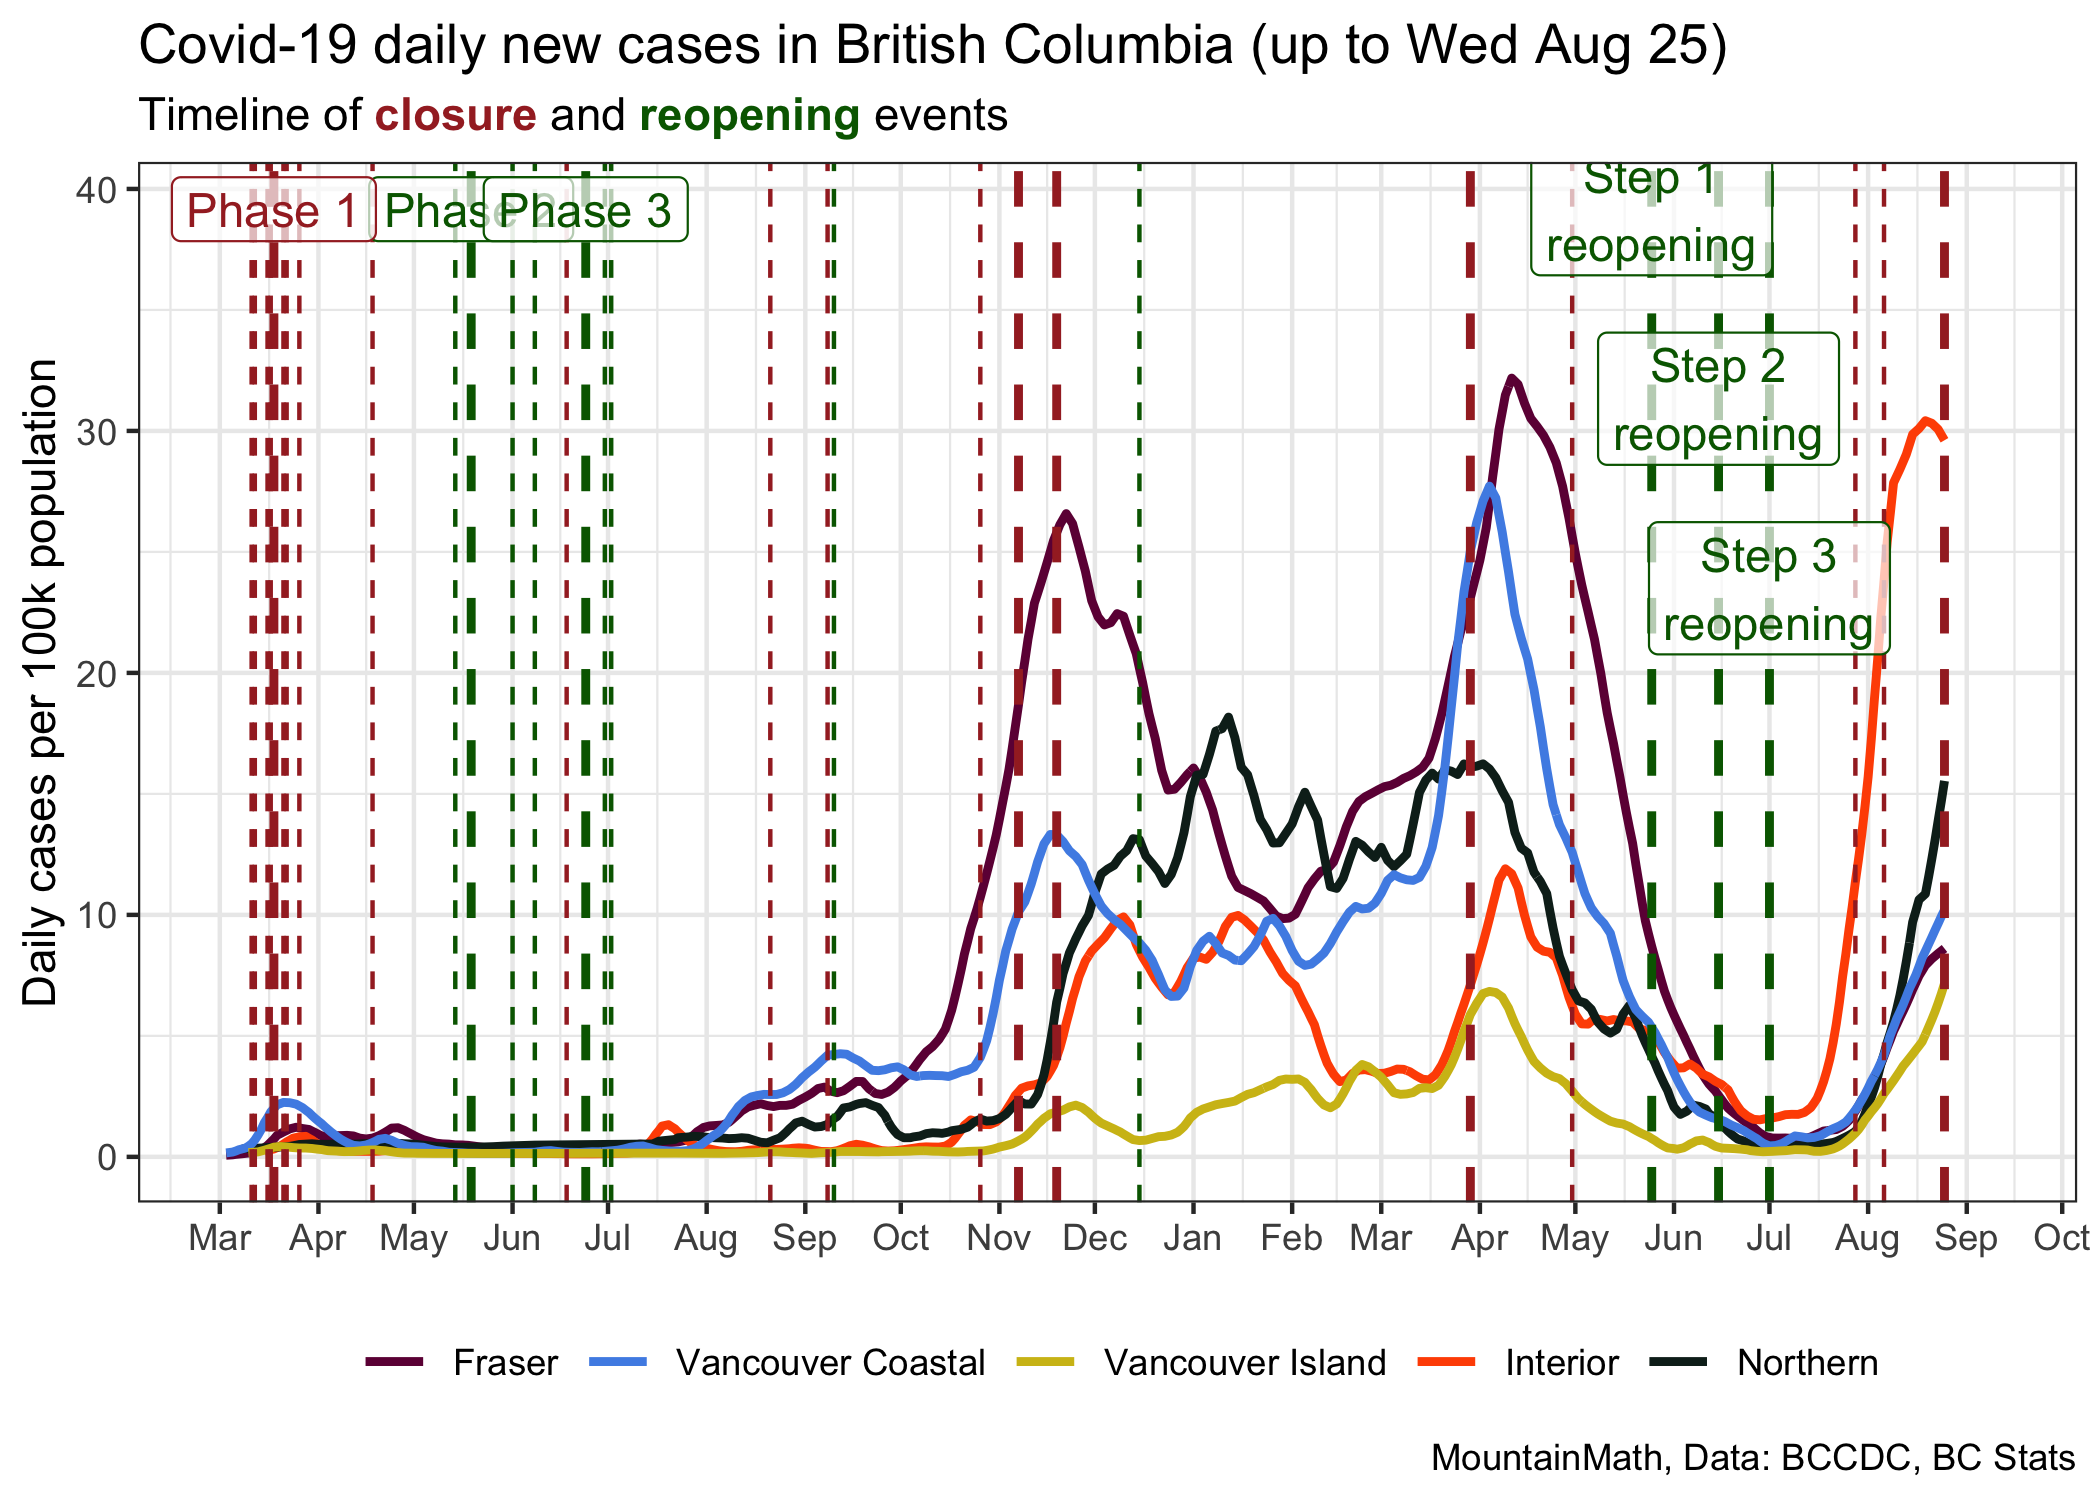 Covid-19 daily new cases in British Columbia (up to Wed Aug 25)
Timeline of closure and reopening events
Daily cases per 100k population
40
30
20
10
0
Phase 1
Phase 2
Phase 3
Step 1
reopening
Step 2
reopening
Step 3
reopening
Mar Apr May Jun Jul Aug Sep Oct Nov Dec Jan Feb Mar Apr May Jun Jul Aug Sep Oct
Fraser Vancouver Coastal Vancouver Island Interior Northern
MountainMath, Data: BCCDC, BC Stats